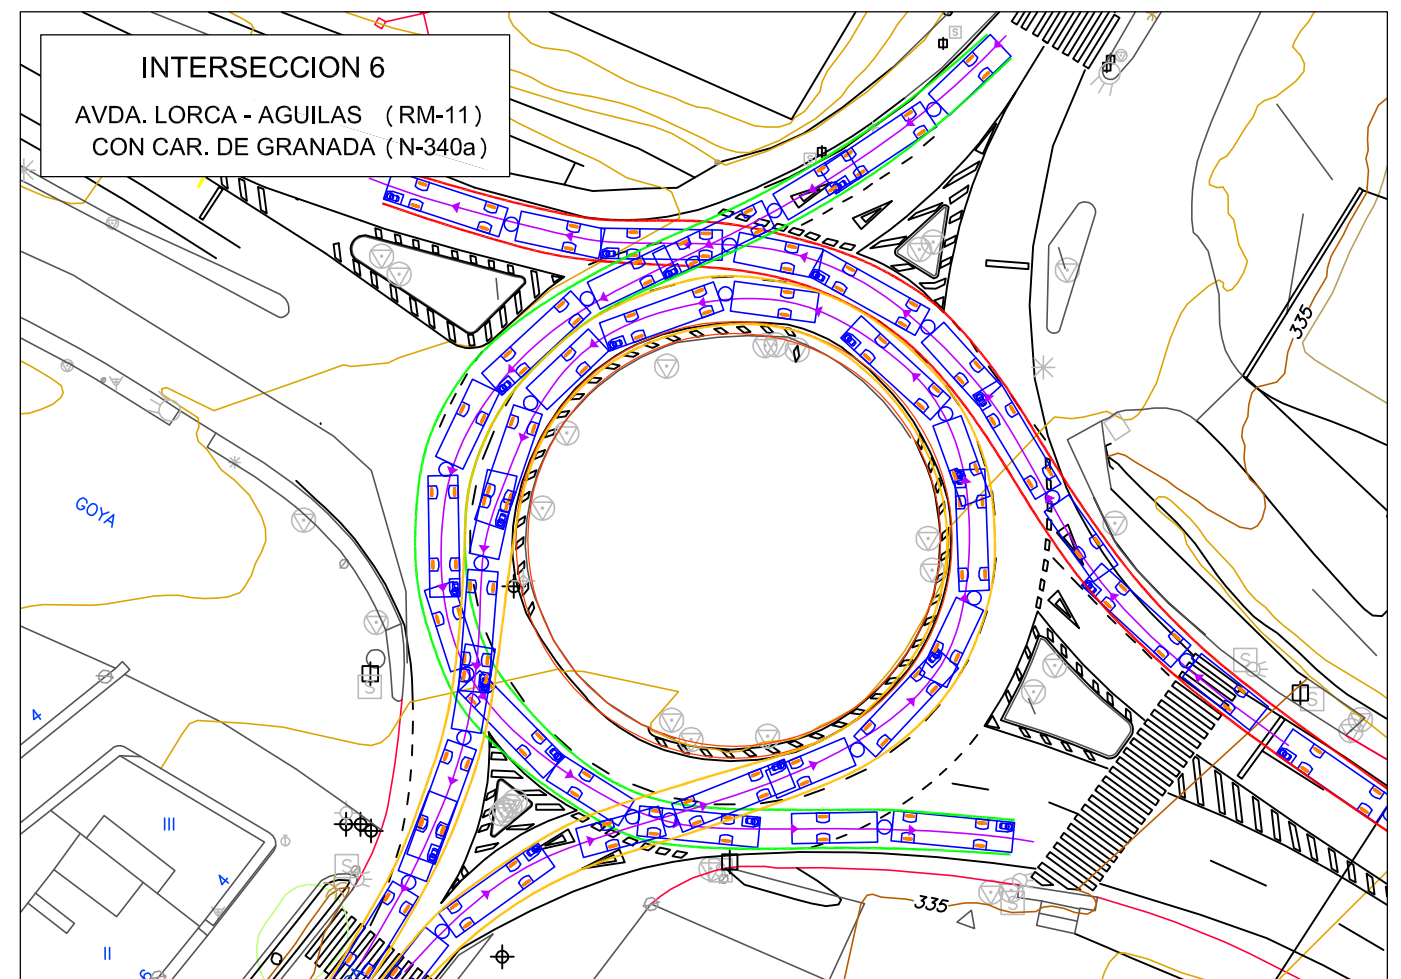 INTERSECCION 6
AVDA. LORCA - AGUILAS (RM-11)
CON CAR. DE GRANADA (N-340a)
S
335
GOYA
S
S
S
4
III
S
4
335
S
II
6